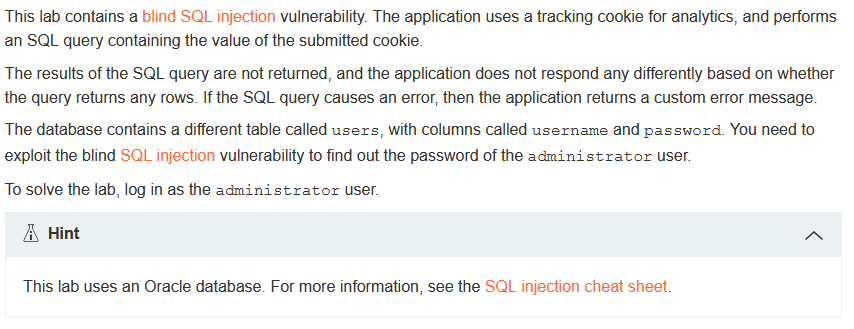 This lab contains a blind SQL injection vulnerability. The application uses a tracking cookie for analytics, and performs
an SQL query containing the value of the submitted cookie.
The results of the SQL query are not returned, and the application does not respond any differently based on whether
the query returns any rows. If the SQL query causes an error, then the application returns a custom error message.
The database contains a different table called users, with columns called username and password. You need to
exploit the blind SQL injection vulnerability to find out the password of the administrator user.
To solve the lab, log in as the administrator user.
Hint
This lab uses an Oracle database. For more information, see the SQL injection cheat sheet.